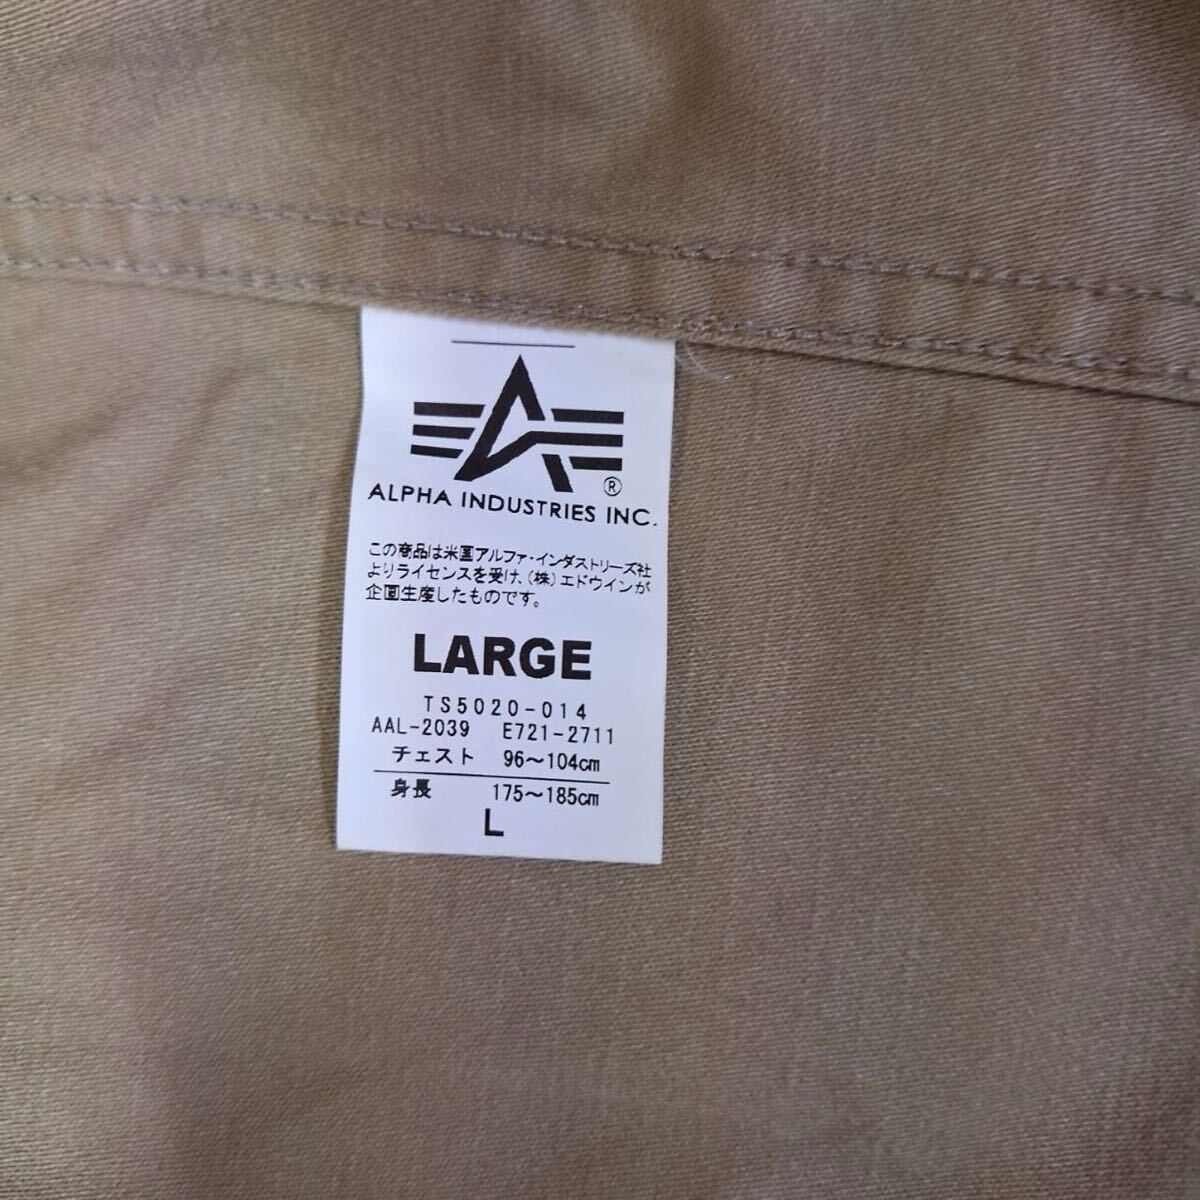 ®
ALPHA INDUSTRIES INC.
この商品は米国アルファ・インダストリーズ社
よりライセンスを受け、(株)エドウインが
企画生産したものです。
LARGE
TS5020-014
AAL-2039 E721-2711
チェスト 96～104cm
身長 175～185cm
L